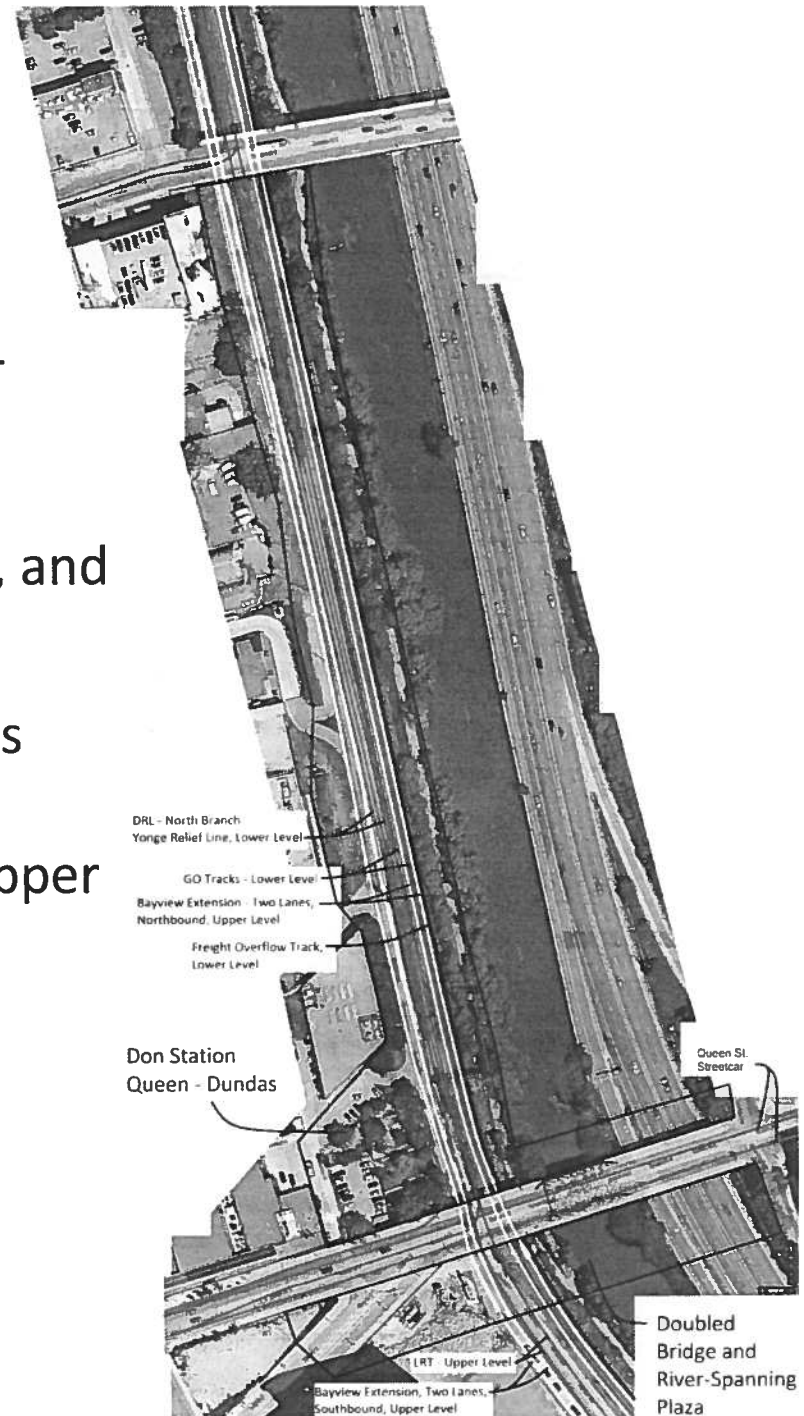 , and
s
pper
DRL - North Branch
Yonge Relief Line, Lower Level
GO Tracks - Lower Level
Bayview Extension - Two Lanes,
Northbound, Upper Level
Freight Overflow Track,
Lower Level
Don Station
Queen - Dundas
Queen St.
Streetcar
Doubled
Bridge and
River-Spanning
Plaza
LRT - Upper Level
Bayview Extension, Two Lanes,
Southbound, Upper Level